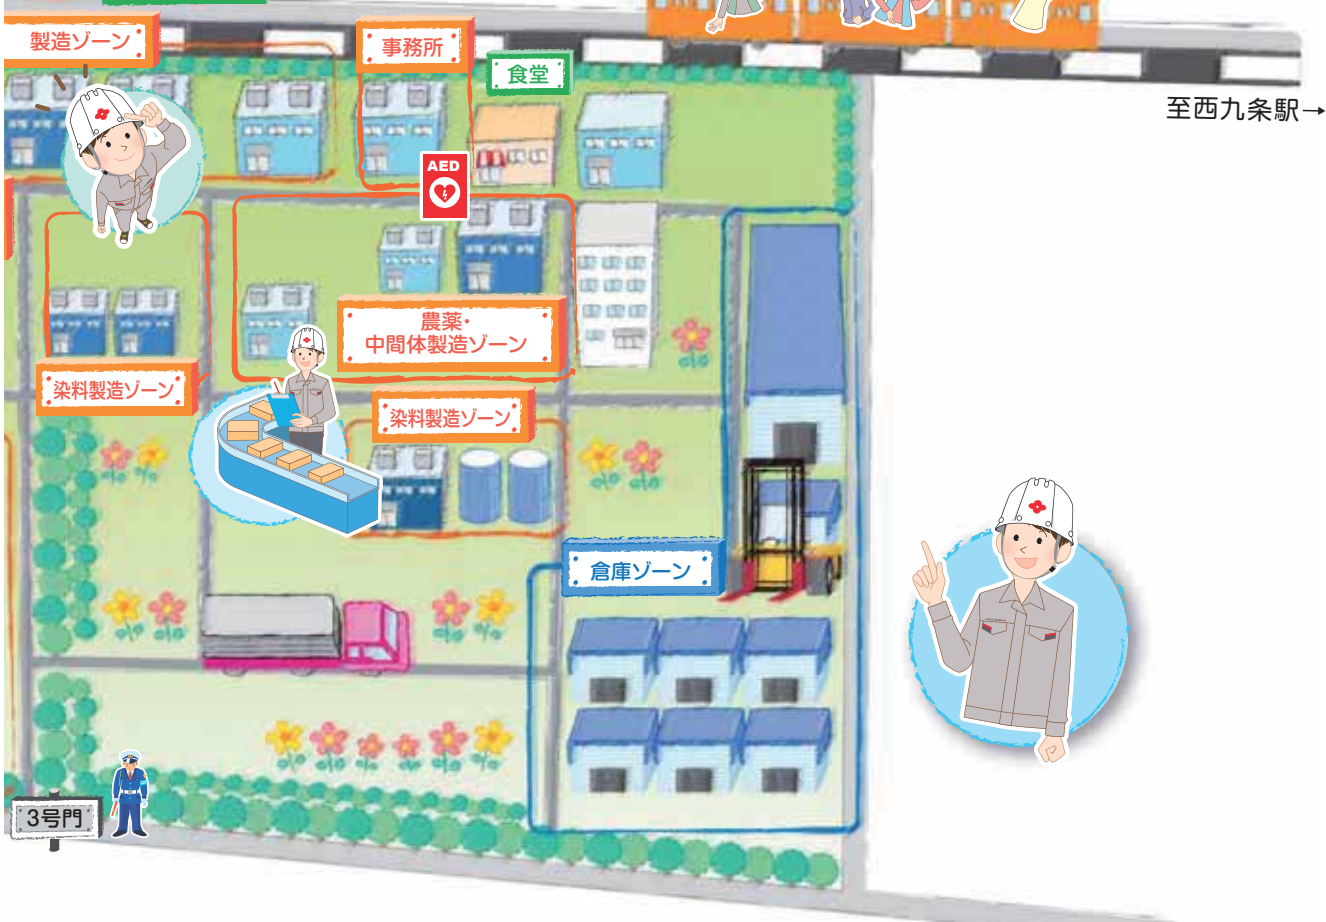 製造ゾーン
事務所
食堂
至西九条駅→
AED
農薬・
中間体製造ゾーン
染料製造ゾーン
染料製造ゾーン
倉庫ゾーン
3号門